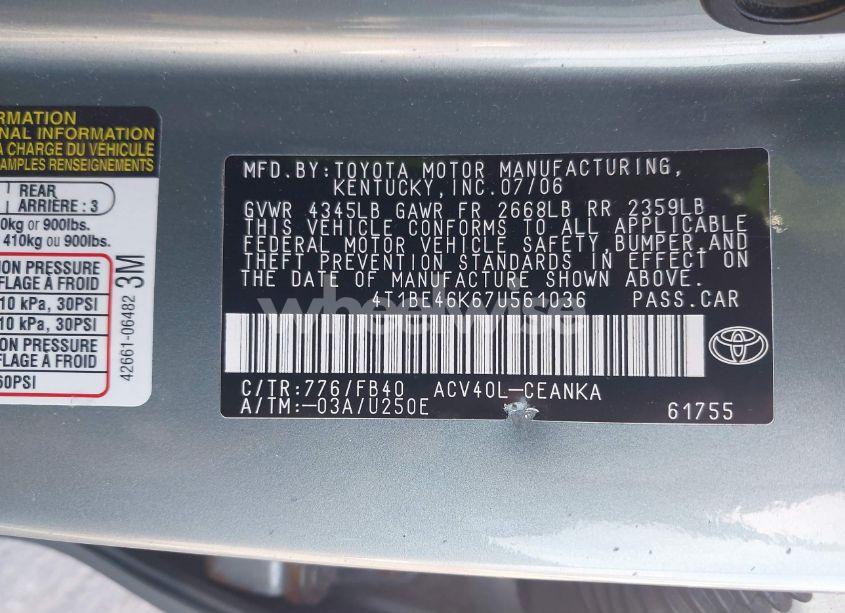 RMATION
NAL INFORMATION
A CHARGE DU VÉHICULE
AMPLES RENSEIGNEMENTS
REAR
ARRIÈRE : 3
0kg or 900lbs.
410kg ou 900lbs.
ION PRESSURE
FLAGE À FROID
10 kPa, 30PSI
10 kPa, 30PSI
ION PRESSURE
FLAGE À FROID
60PSI
42661-06482 3M
MFD.BY:TOYOTA MOTOR MANUFACTURING,
KENTUCKY,INC.07/06
GVWR 4345LB GAWR FR 2668LB RR 2359LB
THIS VEHICLE CONFORMS TO ALL APPLICABLE
FEDERAL MOTOR VEHICLE SAFETY,BUMPER,AND
THEFT PREVENTION STANDARDS IN EFFECT ON
THE DATE OF MANUFACTURE SHOWN ABOVE.
4T1BE46K67U561036 PASS.CAR
C/TR:776/FB40 ACV40L-CEANKA
A/TM:-03A/U250E 61755
wheelwise